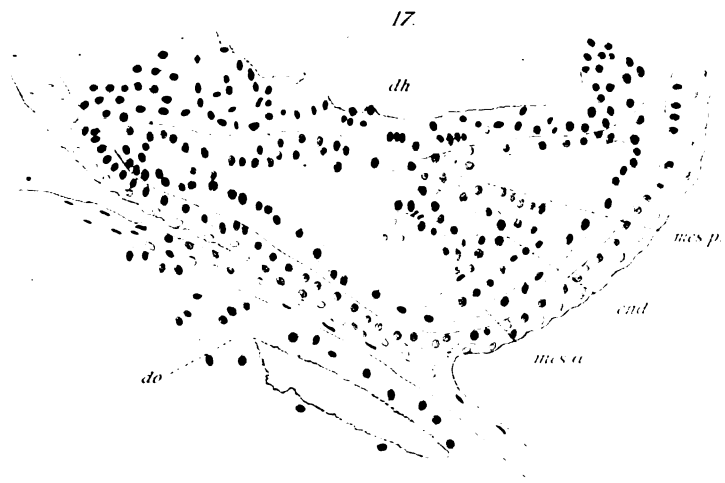 17.
dh
mes p.
end
mes a
do